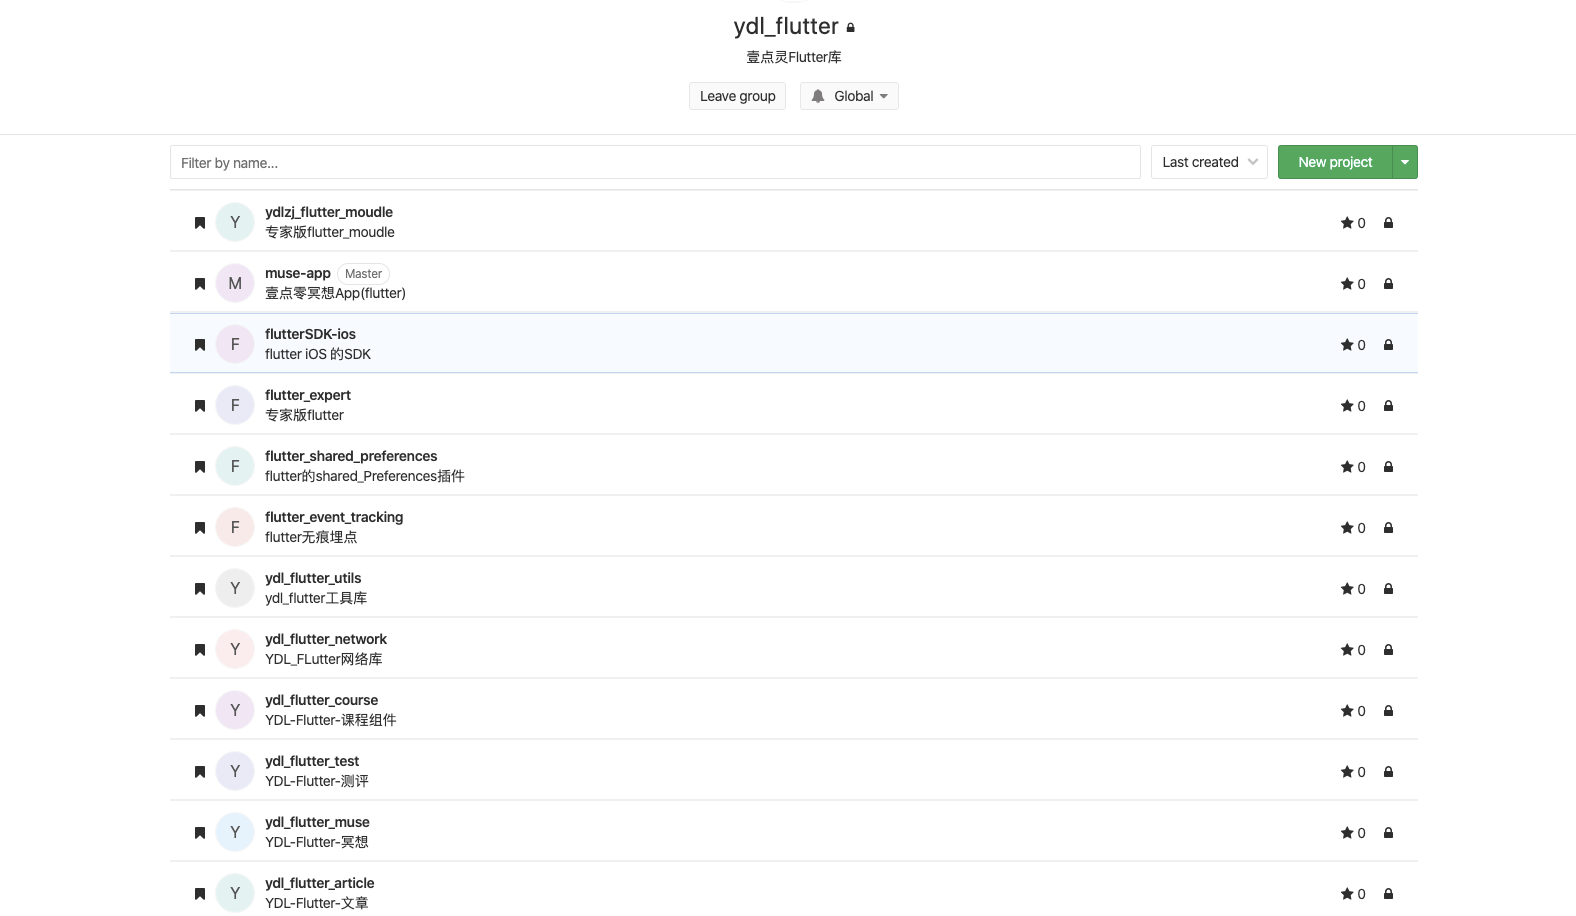 ydl_flutter
壹点灵Flutter库
Leave group
Global
Filter by name...
Last created
New project
Y
ydlzj_flutter_moudle
专家版flutter_moudle
0
M
muse-app Master
壹点零冥想App(flutter)
0
F
flutterSDK-ios
flutter iOS 的SDK
0
F
flutter_expert
专家版flutter
0
F
flutter_shared_preferences
flutter的shared_Preferences插件
0
F
flutter_event_tracking
flutter无痕埋点
0
Y
ydl_flutter_utils
ydl_flutter工具库
0
Y
ydl_flutter_network
YDL_FLutter网络库
0
Y
ydl_flutter_course
YDL-Flutter-课程组件
0
Y
ydl_flutter_test
YDL-Flutter-测评
0
Y
ydl_flutter_muse
YDL-Flutter-冥想
0
Y
ydl_flutter_article
YDL-Flutter-文章
0